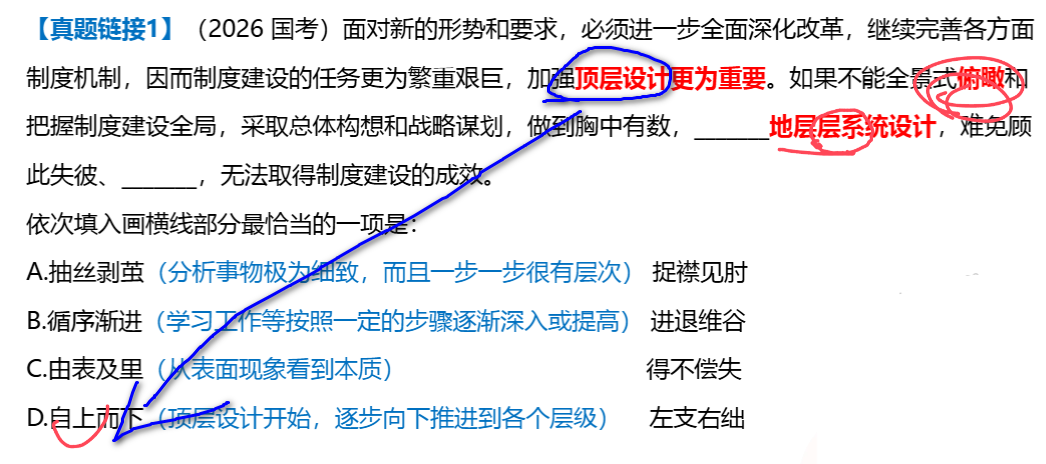 【真题链接1】（2026 国考）面对新的形势和要求，必须进一步全面深化改革，继续完善各方面
制度机制，因而制度建设的任务更为繁重艰巨，加强顶层设计更为重要。如果不能全景式俯瞰和
把握制度建设全局，采取总体构想和战略谋划，做到胸中有数，______地层层系统设计，难免顾
此失彼、______，无法取得制度建设的成效。
依次填入画横线部分最恰当的一项是：
A.抽丝剥茧（分析事物极为细致，而且一步一步很有层次） 捉襟见肘
B.循序渐进（学习工作等按照一定的步骤逐渐深入或提高） 进退维谷
C.由表及里（从表面现象看到本质） 得不偿失
D.自上而下（顶层设计开始，逐步向下推进到各个层级） 左支右绌